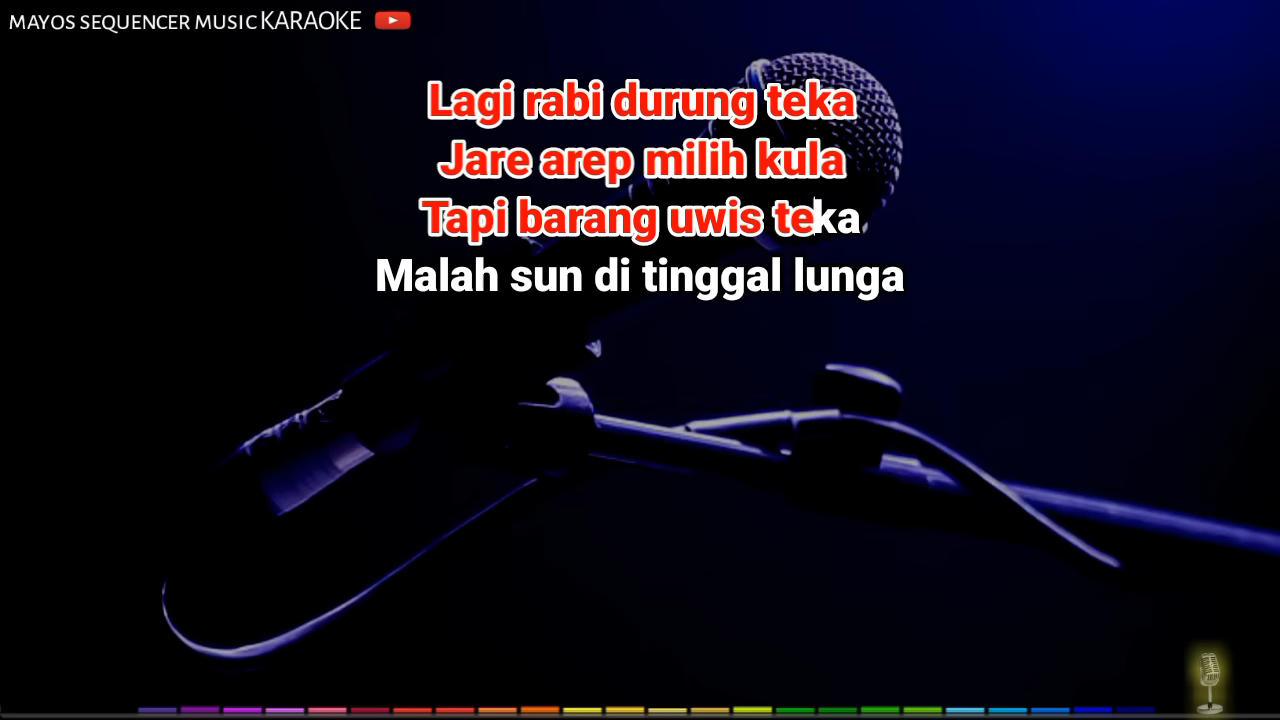 MAYOS SEQUENCER MUSIC KARAOKE
Lagi rabi durung teka
Jare arep milih kula
Tapi barang uwis teka
Malah sun di tinggal lunga